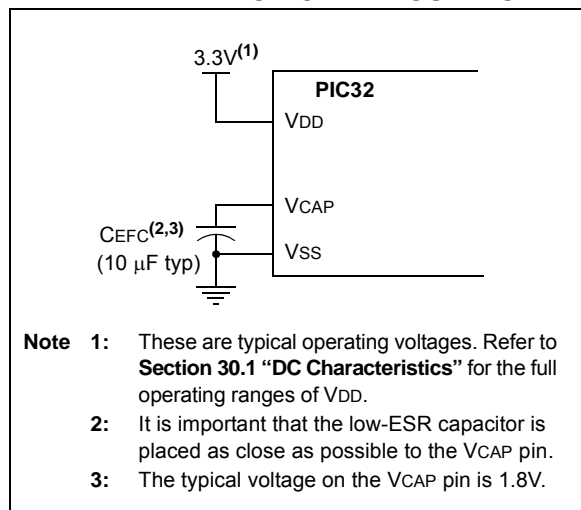 3.3V(1)
PIC32
VDD
VCAP
CEFC(2,3)
(10 μF typ)
VSS
Note 1: These are typical operating voltages. Refer to
Section 30.1 “DC Characteristics” for the full
operating ranges of VDD.
2: It is important that the low-ESR capacitor is
placed as close as possible to the VCAP pin.
3: The typical voltage on the VCAP pin is 1.8V.